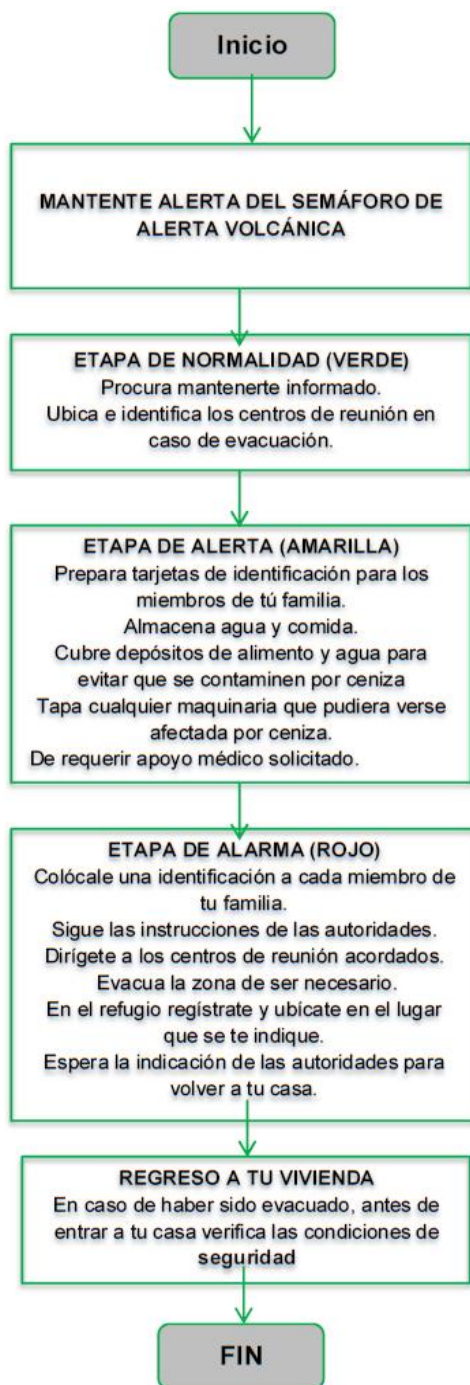 Inicio
MANTENTE ALERTA DEL SEMÁFORO DE
ALERTA VOLCÁNICA
ETAPA DE NORMALIDAD (VERDE)
Procura mantenerte informado.
Ubica e identifica los centros de reunión en
caso de evacuación.
ETAPA DE ALERTA (AMARILLA)
Prepara tarjetas de identificación para los
miembros de tú familia.
Almacena agua y comida.
Cubre depósitos de alimento y agua para
evitar que se contaminen por ceniza
Tapa cualquier maquinaria que pudiera verse
afectada por ceniza.
De requerir apoyo médico solicitado.
ETAPA DE ALARMA (ROJO)
Colócale una identificación a cada miembro de
tu familia.
Sigue las instrucciones de las autoridades.
Dirígete a los centros de reunión acordados.
Evacua la zona de ser necesario.
En el refugio regístrate y ubícate en el lugar
que se te indique.
Espera la indicación de las autoridades para
volver a tu casa.
REGRESO A TU VIVIENDA
En caso de haber sido evacuado, antes de
entrar a tu casa verifica las condiciones de
seguridad
FIN